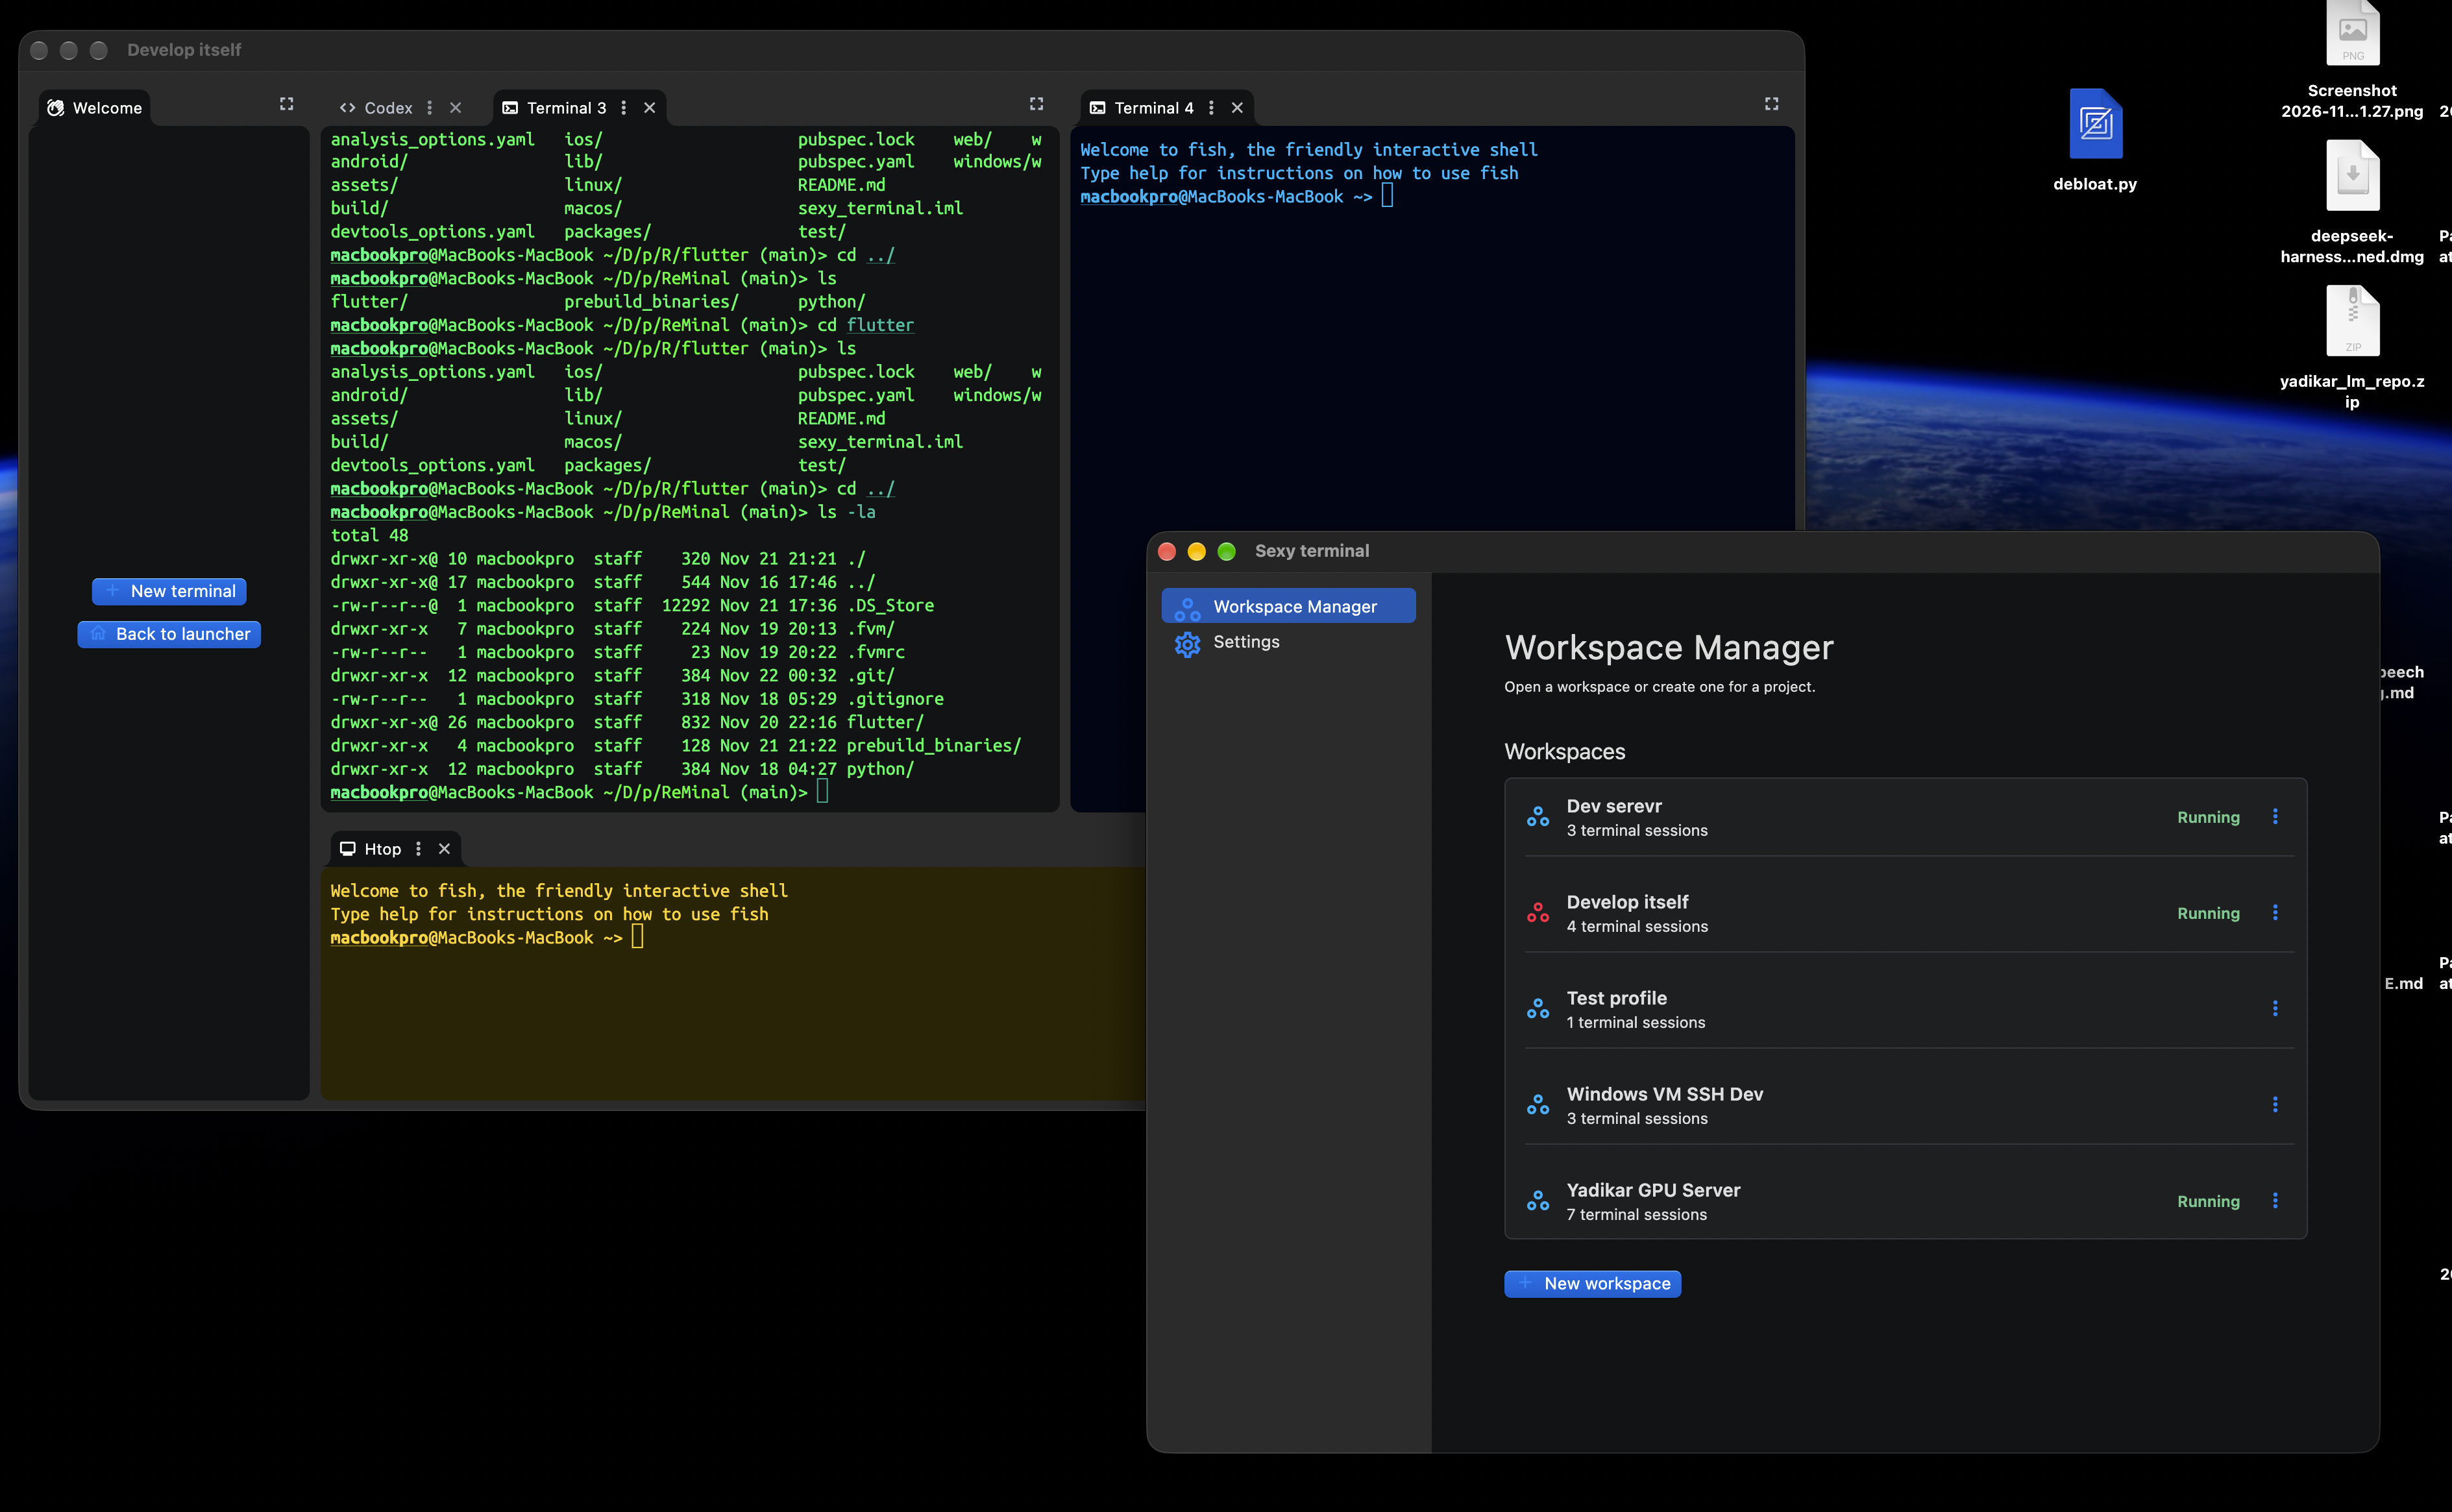 Develop itself
Welcome
New terminal
Back to launcher
Codex
Terminal 3
analysis_options.yaml ios/ pubspec.lock web/ w
android/ lib/ pubspec.yaml windows/w
assets/ linux/ README.md
build/ macos/ sexy_terminal.iml
devtools_options.yaml packages/ test/
macbookpro@MacBooks-MacBook ~/D/p/R/flutter (main)> cd ../
macbookpro@MacBooks-MacBook ~/D/p/ReMinal (main)> ls
flutter/ prebuild_binaries/ python/
macbookpro@MacBooks-MacBook ~/D/p/ReMinal (main)> cd flutter
macbookpro@MacBooks-MacBook ~/D/p/R/flutter (main)> ls
analysis_options.yaml ios/ pubspec.lock web/ w
android/ lib/ pubspec.yaml windows/w
assets/ linux/ README.md
build/ macos/ sexy_terminal.iml
devtools_options.yaml packages/ test/
macbookpro@MacBooks-MacBook ~/D/p/R/flutter (main)> cd ../
macbookpro@MacBooks-MacBook ~/D/p/ReMinal (main)> ls -la
total 48
drwxr-xr-x@ 10 macbookpro staff 320 Nov 21 21:21 ./
drwxr-xr-x@ 17 macbookpro staff 544 Nov 16 17:46 ../
-rw-r--r--@ 1 macbookpro staff 12292 Nov 21 17:36 .DS_Store
drwxr-xr-x 7 macbookpro staff 224 Nov 19 20:13 .fvm/
-rw-r--r-- 1 macbookpro staff 23 Nov 19 20:22 .fvmrc
drwxr-xr-x 12 macbookpro staff 384 Nov 22 00:32 .git/
-rw-r--r-- 1 macbookpro staff 318 Nov 18 05:29 .gitignore
drwxr-xr-x@ 26 macbookpro staff 832 Nov 20 22:16 flutter/
drwxr-xr-x 4 macbookpro staff 128 Nov 21 21:22 prebuild_binaries/
drwxr-xr-x 12 macbookpro staff 384 Nov 18 04:27 python/
macbookpro@MacBooks-MacBook ~/D/p/ReMinal (main)>
Terminal 4
Welcome to fish, the friendly interactive shell
Type help for instructions on how to use fish
macbookpro@MacBooks-MacBook ~>
Htop
Welcome to fish, the friendly interactive shell
Type help for instructions on how to use fish
macbookpro@MacBooks-MacBook ~>
Sexy terminal
Workspace Manager
Settings
Workspace Manager
Open a workspace or create one for a project.
Workspaces
Dev serevr
3 terminal sessions
Running
Develop itself
4 terminal sessions
Running
Test profile
1 terminal sessions
Windows VM SSH Dev
3 terminal sessions
Yadikar GPU Server
7 terminal sessions
Running
New workspace
debloat.py
PNG
Screenshot
2026-11...1.27.png
deepseek-
harness...ned.dmg
ZIP
yadikar_lm_repo.z
ip
E.md